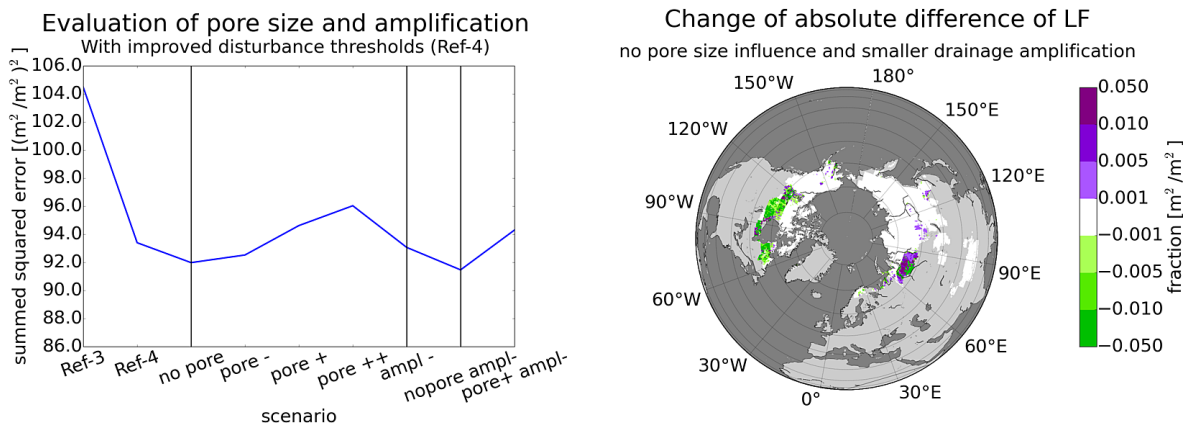 Evaluation of pore size and amplification
With improved disturbance thresholds (Ref-4)
summed squared error [(m² /m² )² ]
106.0
104.0
102.0
100.0
98.0
96.0
94.0
92.0
90.0
88.0
86.0
Ref-3
Ref-4
no pore
pore -
pore +
pore ++
ampl -
nopore ampl-
pore+ ampl-
scenario
Change of absolute difference of LF
no pore size influence and smaller drainage amplification
180°
150°W
150°E
120°W
120°E
90°W
90°E
60°W
60°E
30°W
30°E
0°
0.050
0.010
0.005
0.001
−0.001
−0.005
−0.010
−0.050
fraction [m² /m² ]